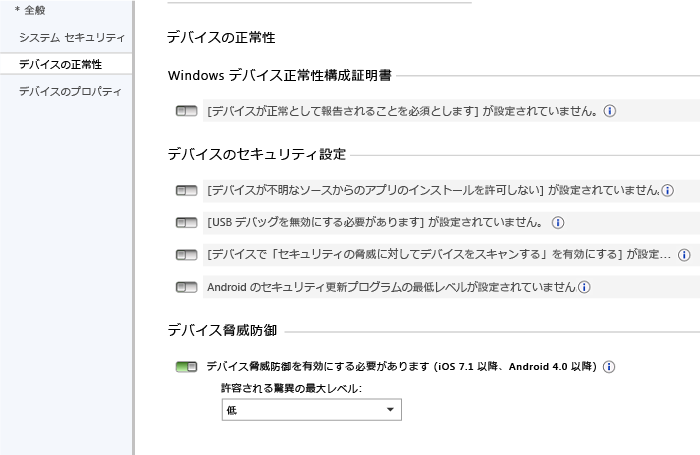 * 全般
システム セキュリティ
デバイスの正常性
デバイスのプロパティ
デバイスの正常性
Windows デバイス正常性構成証明書
[デバイスが正常として報告されることを必須とします] が設定されていません。
デバイスのセキュリティ設定
[デバイスが不明なソースからのアプリのインストールを許可しない] が設定されていません.
[USB デバッグを無効にする必要があります] が設定されていません。
[デバイスで「セキュリティの脅威に対してデバイスをスキャンする」を有効にする] が設定...
Android のセキュリティ更新プログラムの最低レベルが設定されていません
デバイス脅威防御
デバイス脅威防御を有効にする必要があります (iOS 7.1 以降、Android 4.0 以降)
許容される驚異の最大レベル:
低